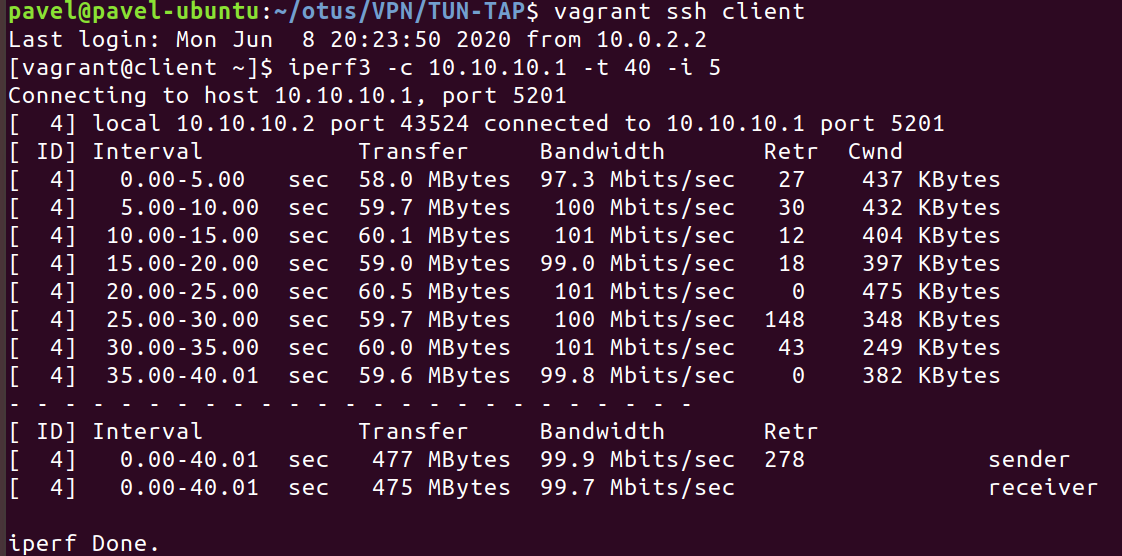 pavel@pavel-ubuntu:~/otus/VPN/TUN-TAP$ vagrant ssh client
Last login: Mon Jun  8 20:23:50 2020 from 10.0.2.2
[vagrant@client ~]$ iperf3 -c 10.10.10.1 -t 40 -i 5
Connecting to host 10.10.10.1, port 5201
[  4] local 10.10.10.2 port 43524 connected to 10.10.10.1 port 5201
[ ID] Interval           Transfer     Bandwidth       Retr  Cwnd
[  4]   0.00-5.00   sec  58.0 MBytes  97.3 Mbits/sec   27    437 KBytes
[  4]   5.00-10.00  sec  59.7 MBytes   100 Mbits/sec   30    432 KBytes
[  4]  10.00-15.00  sec  60.1 MBytes   101 Mbits/sec   12    404 KBytes
[  4]  15.00-20.00  sec  59.0 MBytes  99.0 Mbits/sec   18    397 KBytes
[  4]  20.00-25.00  sec  60.5 MBytes   101 Mbits/sec    0    475 KBytes
[  4]  25.00-30.00  sec  59.7 MBytes   100 Mbits/sec  148    348 KBytes
[  4]  30.00-35.00  sec  60.0 MBytes   101 Mbits/sec   43    249 KBytes
[  4]  35.00-40.01  sec  59.6 MBytes  99.8 Mbits/sec    0    382 KBytes
- - - - - - - - - - - - - - - - - - - - - - - - -
[ ID] Interval           Transfer     Bandwidth       Retr
[  4]   0.00-40.01  sec   477 MBytes  99.9 Mbits/sec  278             sender
[  4]   0.00-40.01  sec   475 MBytes  99.7 Mbits/sec                  receiver

iperf Done.